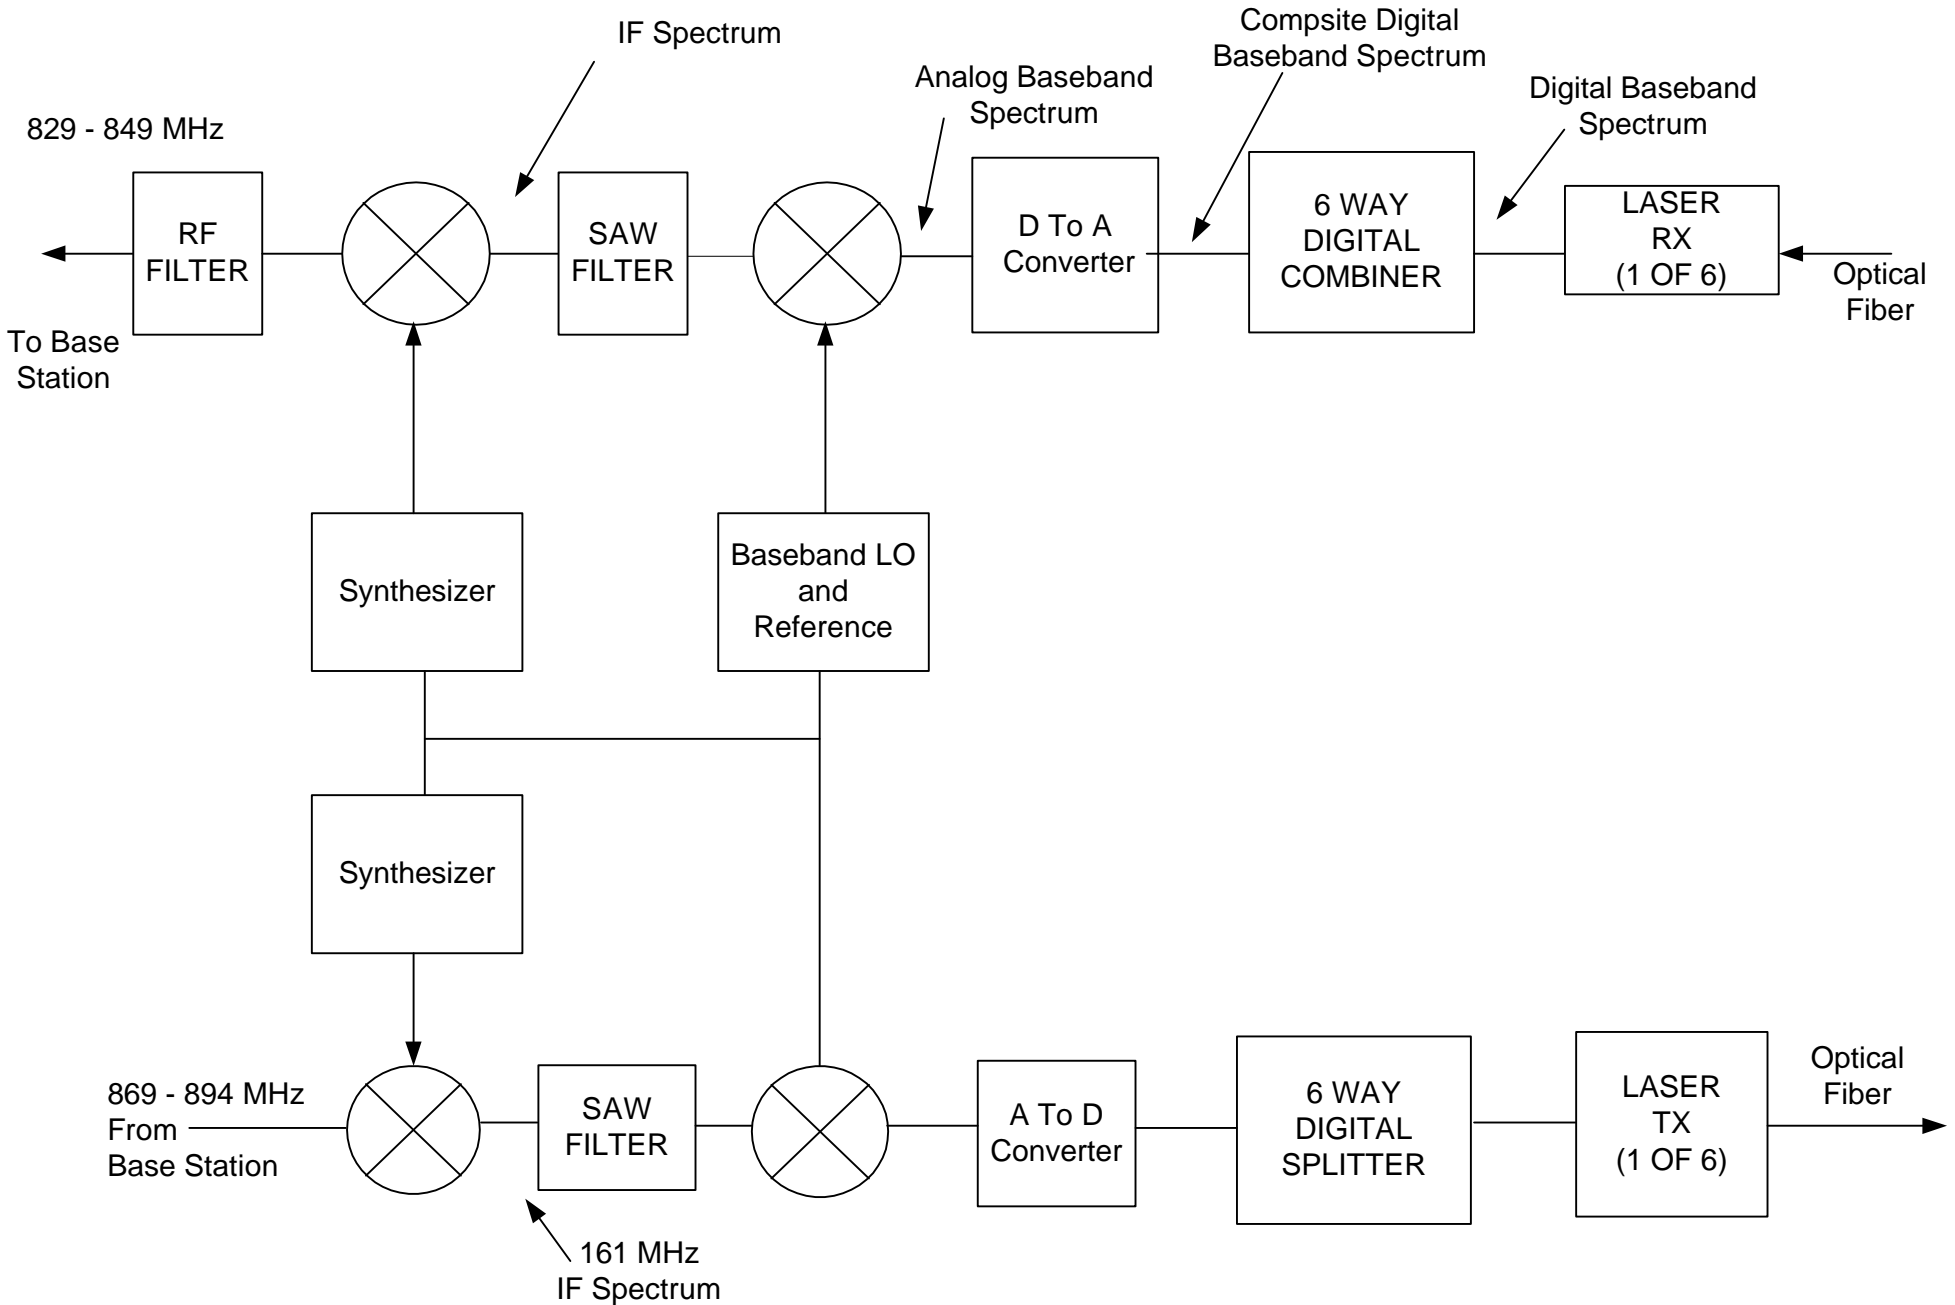 IF Spectrum
Compsite Digital
Baseband Spectrum
Analog Baseband
Spectrum
Digital Baseband
Spectrum
829 - 849 MHz
RF
FILTER
SAW
FILTER
D To A
Converter
6 WAY
DIGITAL
COMBINER
LASER
RX
(1 OF 6)
Optical
Fiber
To Base
Station
Synthesizer
Baseband LO
and
Reference
Synthesizer
869 - 894 MHz
From
Base Station
SAW
FILTER
A To D
Converter
6 WAY
DIGITAL
SPLITTER
LASER
TX
(1 OF 6)
Optical
Fiber
161 MHz
IF Spectrum